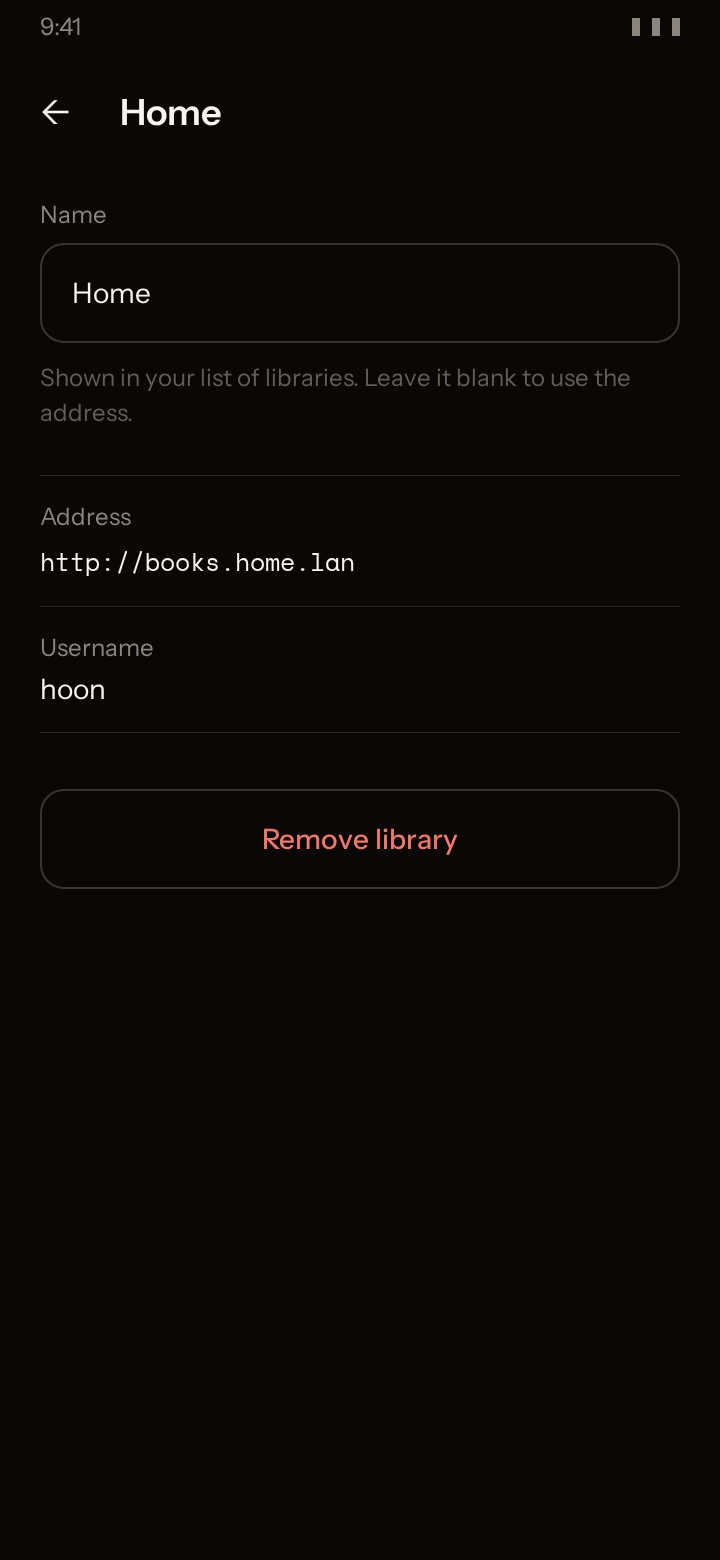 9:41
Home
Name
Home
Shown in your list of libraries. Leave it blank to use the
address.
Address
http://books.home.lan
Username
hoon
Remove library